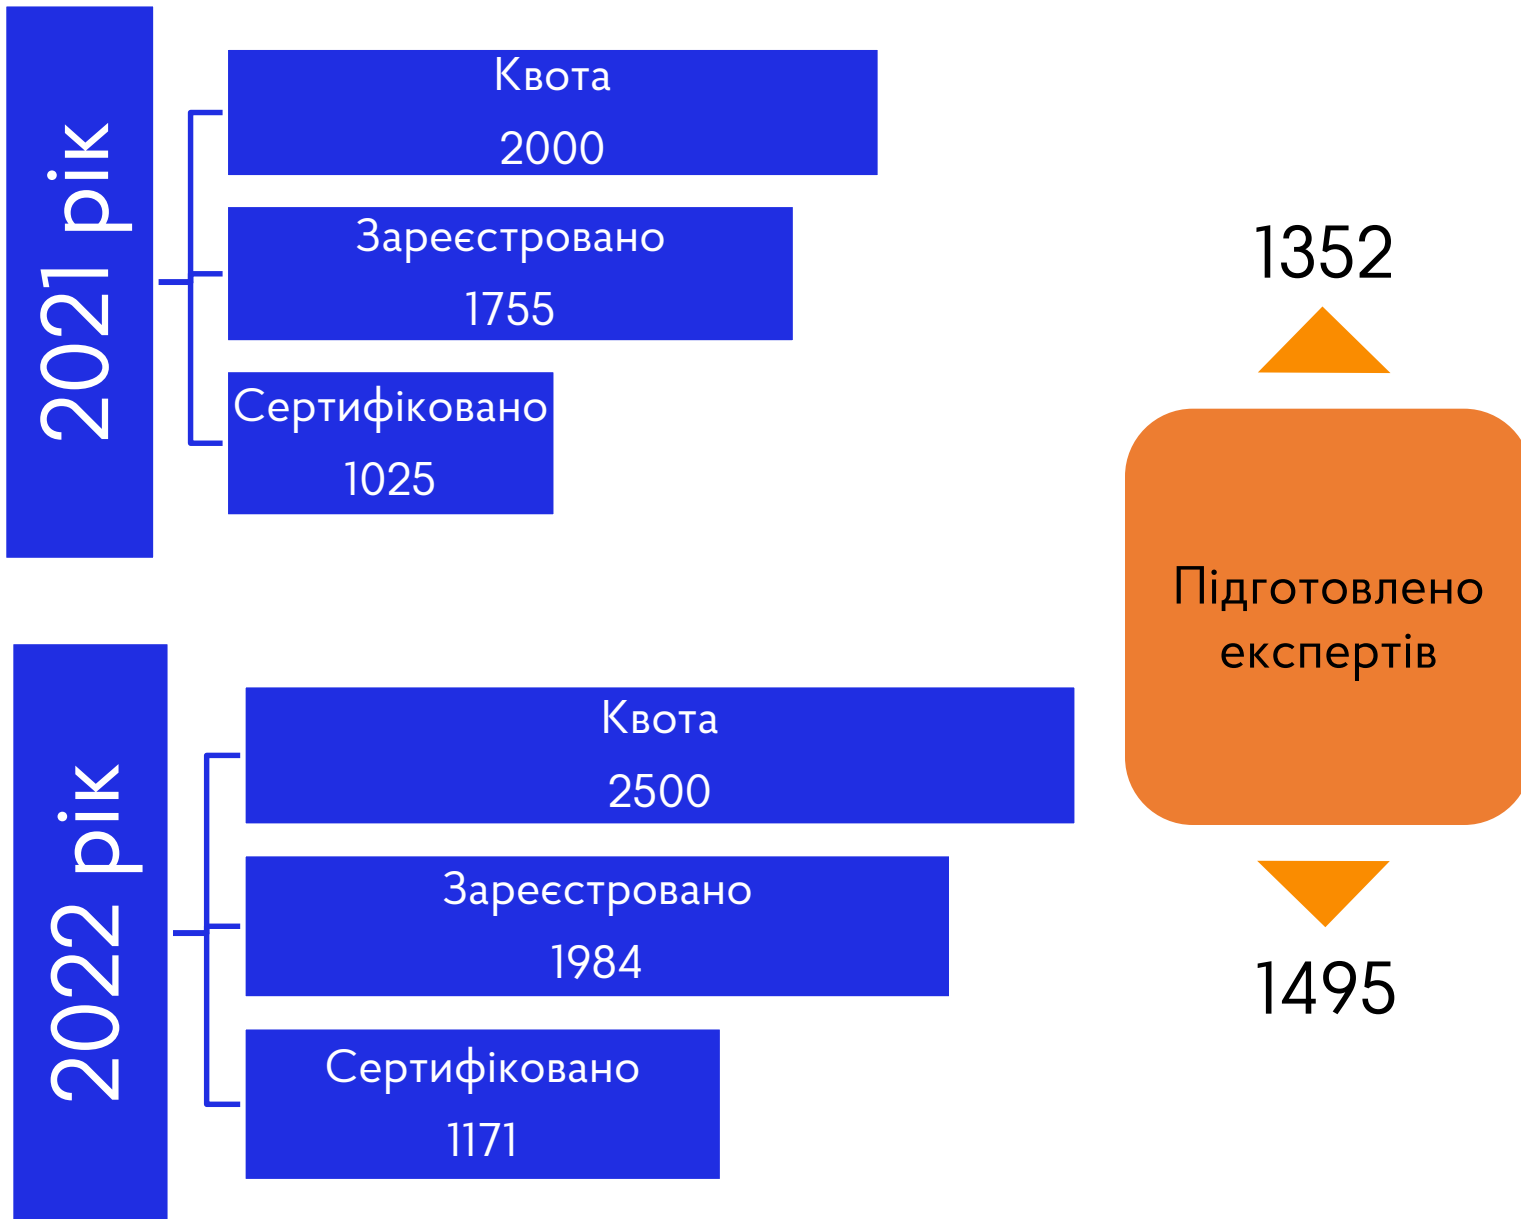 2021 рік
Квота
2000
Зареєстровано
1755
Сертифіковано
1025
2022 рік
Квота
2500
Зареєстровано
1984
Сертифіковано
1171
1352
Підготовлено
експертів
1495